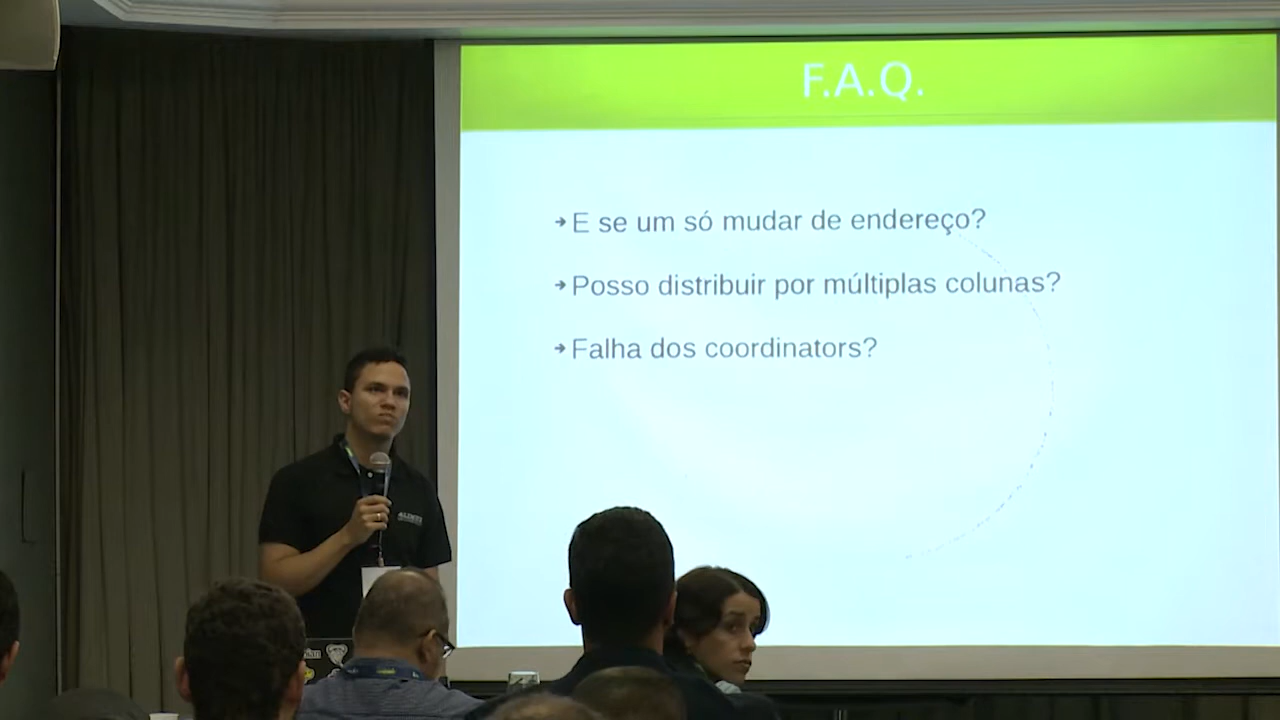 F.A.Q.
E se um só mudar de endereço?
Posso distribuir por múltiplas colunas?
Falha dos coordinators?